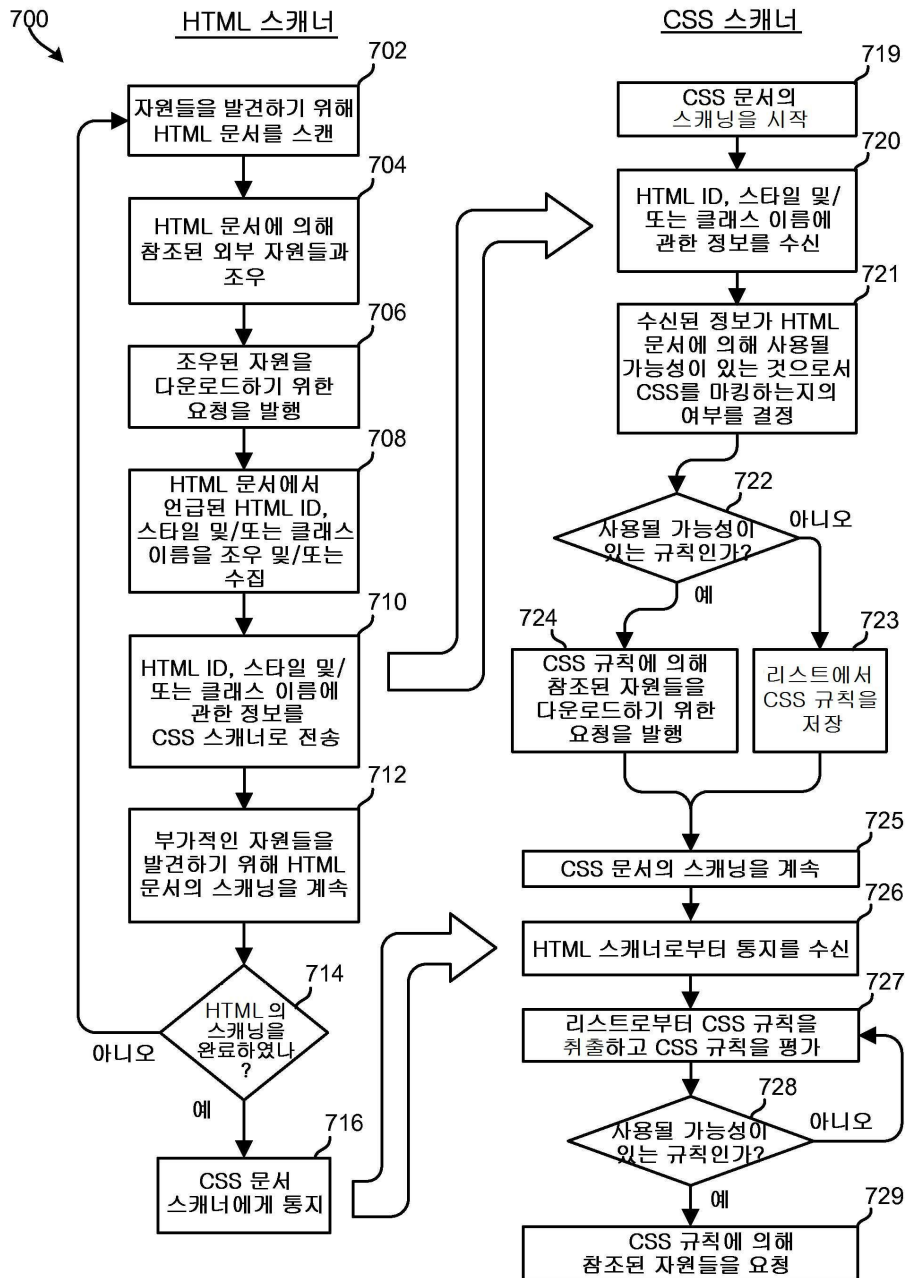 700
HTML 스캐너
702
자원들을 발견하기 위해
HTML 문서를 스캔
704
HTML 문서에 의해
참조된 외부 자원들과
조우
706
조우된 자원을
다운로드하기 위한
요청을 발행
708
HTML 문서에서
언급된 HTML ID,
스타일 및/또는 클래스
이름을 조우 및/또는
수집
710
HTML ID, 스타일 및/
또는 클래스 이름에
관한 정보를
CSS 스캐너로 전송
712
부가적인 자원들을
발견하기 위해 HTML
문서의 스캐닝을 계속
714
HTML의
스캐닝을
완료하였나
?
아니오
예
716
CSS 문서
스캐너에게 통지
CSS 스캐너
719
CSS 문서의
스캐닝을 시작
720
HTML ID, 스타일 및/
또는 클래스 이름에
관한 정보를 수신
721
수신된 정보가 HTML
문서에 의해 사용될
가능성이 있는 것으로서
CSS를 마킹하는지의
여부를 결정
722
사용될 가능성이
있는 규칙인가?
아니오
예
724
CSS 규칙에 의해
참조된 자원들을
다운로드하기 위한
요청을 발행
723
리스트에서
CSS 규칙을
저장
725
CSS 문서의 스캐닝을 계속
726
HTML 스캐너로부터 통지를 수신
727
리스트로부터 CSS 규칙을
취출하고 CSS 규칙을 평가
728
사용될 가능성이
있는 규칙인가?
아니오
예
729
CSS 규칙에 의해
참조된 자원들을 요청